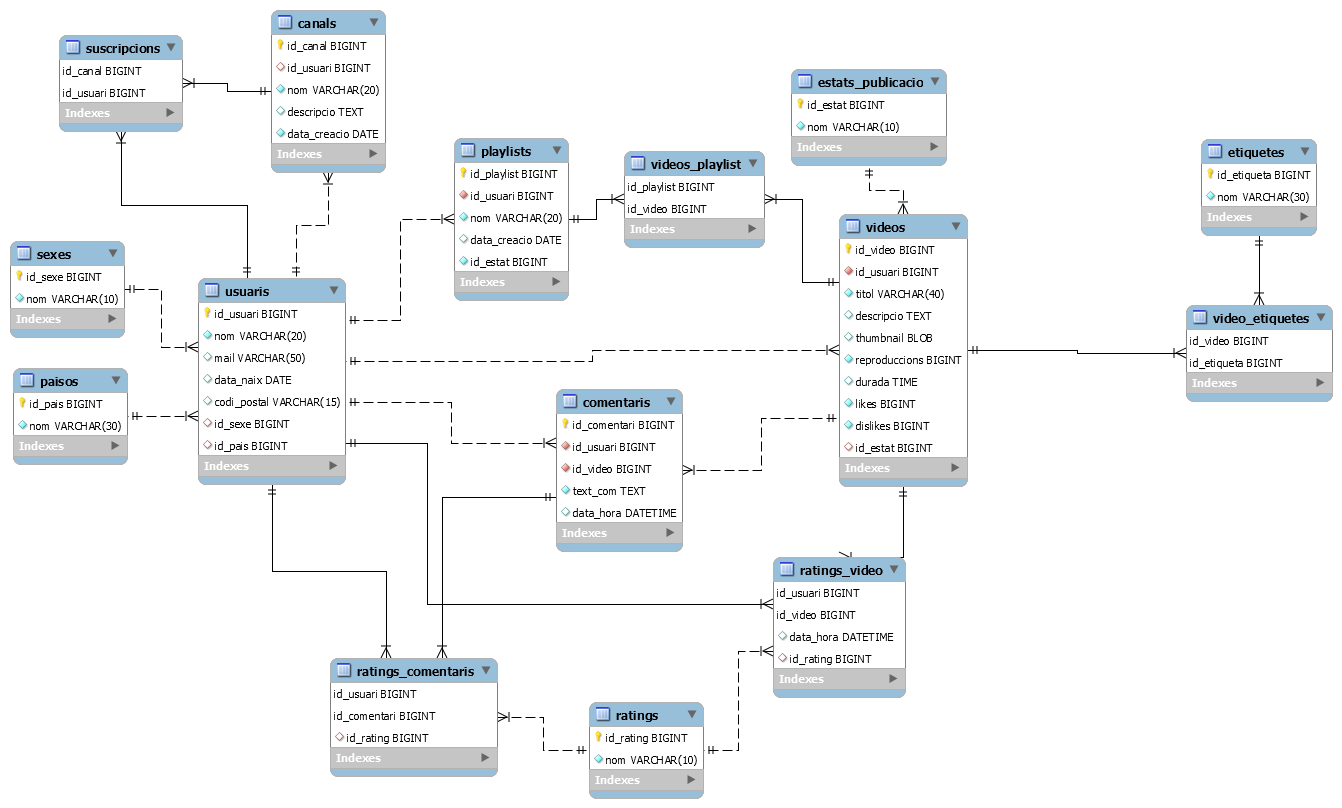 canals
id_canal BIGINT
id_usuari BIGINT
nom VARCHAR(20)
descripcio TEXT
data_creacio DATE
Indexes
suscripcions
id_canal BIGINT
id_usuari BIGINT
Indexes
estats_publicacio
id_estat BIGINT
nom VARCHAR(10)
Indexes
playlists
id_playlist BIGINT
id_usuari BIGINT
nom VARCHAR(20)
data_creacio DATE
id_estat BIGINT
Indexes
videos_playlist
id_playlist BIGINT
id_video BIGINT
Indexes
etiquetes
id_etiqueta BIGINT
nom VARCHAR(30)
Indexes
videos
id_video BIGINT
id_usuari BIGINT
titol VARCHAR(40)
descripcio TEXT
thumbnail BLOB
reproduccions BIGINT
durada TIME
likes BIGINT
dislikes BIGINT
id_estat BIGINT
Indexes
sexes
id_sexe BIGINT
nom VARCHAR(10)
Indexes
usuaris
id_usuari BIGINT
nom VARCHAR(20)
mail VARCHAR(50)
data_naix DATE
codi_postal VARCHAR(15)
id_sexe BIGINT
id_pais BIGINT
Indexes
video_etiquetes
id_video BIGINT
id_etiqueta BIGINT
Indexes
paisos
id_pais BIGINT
nom VARCHAR(30)
Indexes
comentaris
id_comentari BIGINT
id_usuari BIGINT
id_video BIGINT
text_com TEXT
data_hora DATETIME
Indexes
ratings_video
id_usuari BIGINT
id_video BIGINT
data_hora DATETIME
id_rating BIGINT
Indexes
ratings_comentaris
id_usuari BIGINT
id_comentari BIGINT
id_rating BIGINT
Indexes
ratings
id_rating BIGINT
nom VARCHAR(10)
Indexes